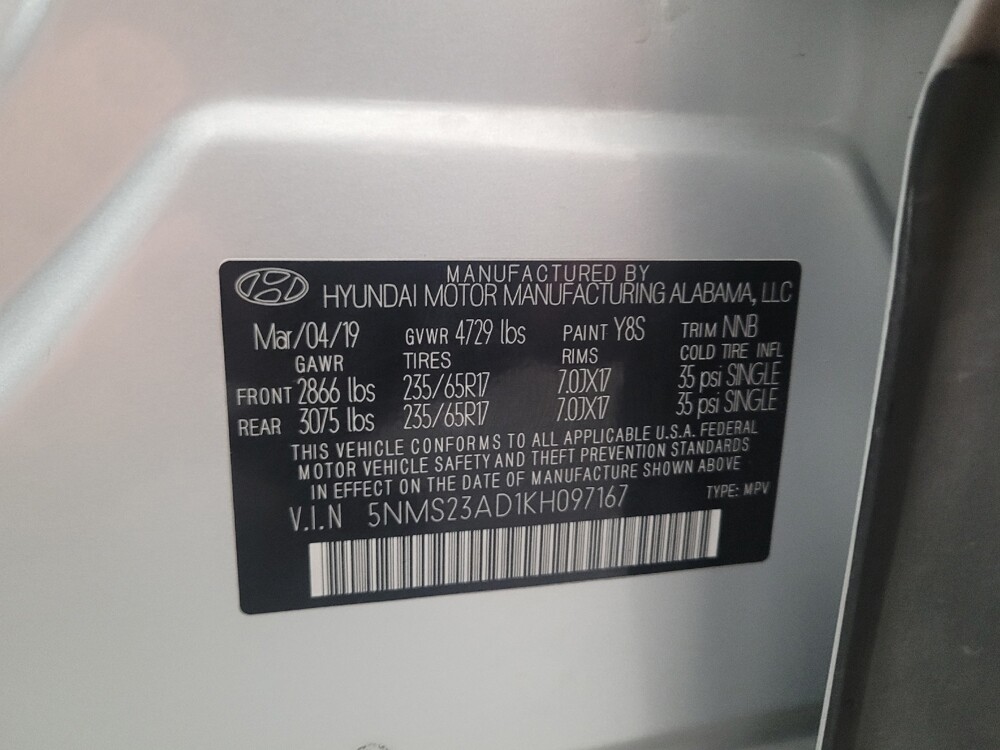 MANUFACTURED BY
HYUNDAI MOTOR MANUFACTURING ALABAMA, LLC
Mar/04/19 GVWR 4729 lbs PAINT Y8S TRIM NNB
GAWR TIRES RIMS COLD TIRE INFL
FRONT 2866 lbs 235/65R17 7.0JX17 35 psi SINGLE
REAR 3075 lbs 235/65R17 7.0JX17 35 psi SINGLE
THIS VEHICLE CONFORMS TO ALL APPLICABLE U.S.A. FEDERAL
MOTOR VEHICLE SAFETY AND THEFT PREVENTION STANDARDS
IN EFFECT ON THE DATE OF MANUFACTURE SHOWN ABOVE
V.I.N 5NMS23AD1KH097167 TYPE: MPV